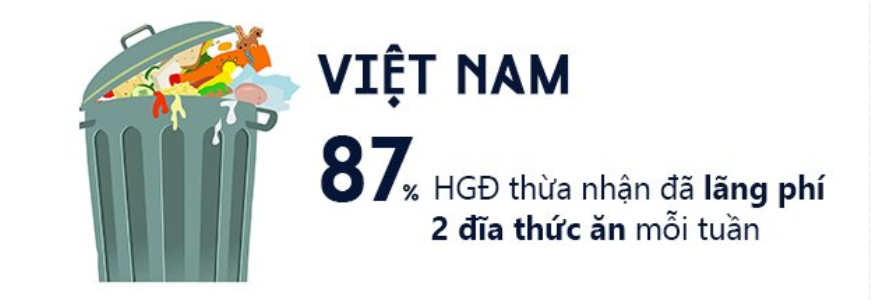 VIỆT NAM
87% HGĐ thừa nhận đã lãng phí
2 đĩa thức ăn mỗi tuần